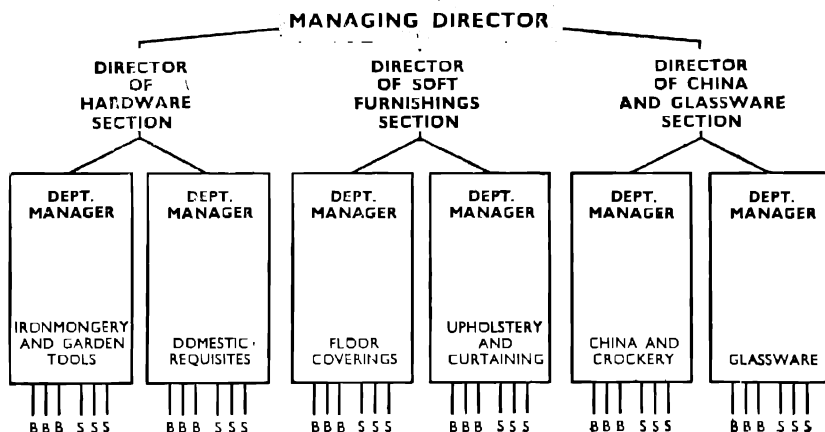 MANAGING DIRECTOR
DIRECTOR
OF
HARDWARE
SECTION
DIRECTOR
OF SOFT
FURNISHINGS
SECTION
DIRECTOR
OF CHINA
AND GLASSWARE
SECTION
DEPT.
MANAGER
IRONMONGERY
AND GARDEN
TOOLS
DEPT.
MANAGER
DOMESTIC
REQUISITES
DEPT.
MANAGER
FLOOR
COVERINGS
DEPT.
MANAGER
UPHOLSTERY
AND
CURTAINING
DEPT.
MANAGER
CHINA AND
CROCKERY
DEPT.
MANAGER
GLASSWARE
BBB SSS
BBB SSS
BBB SSS
BBB SSS
BBB SSS
BBB SSS